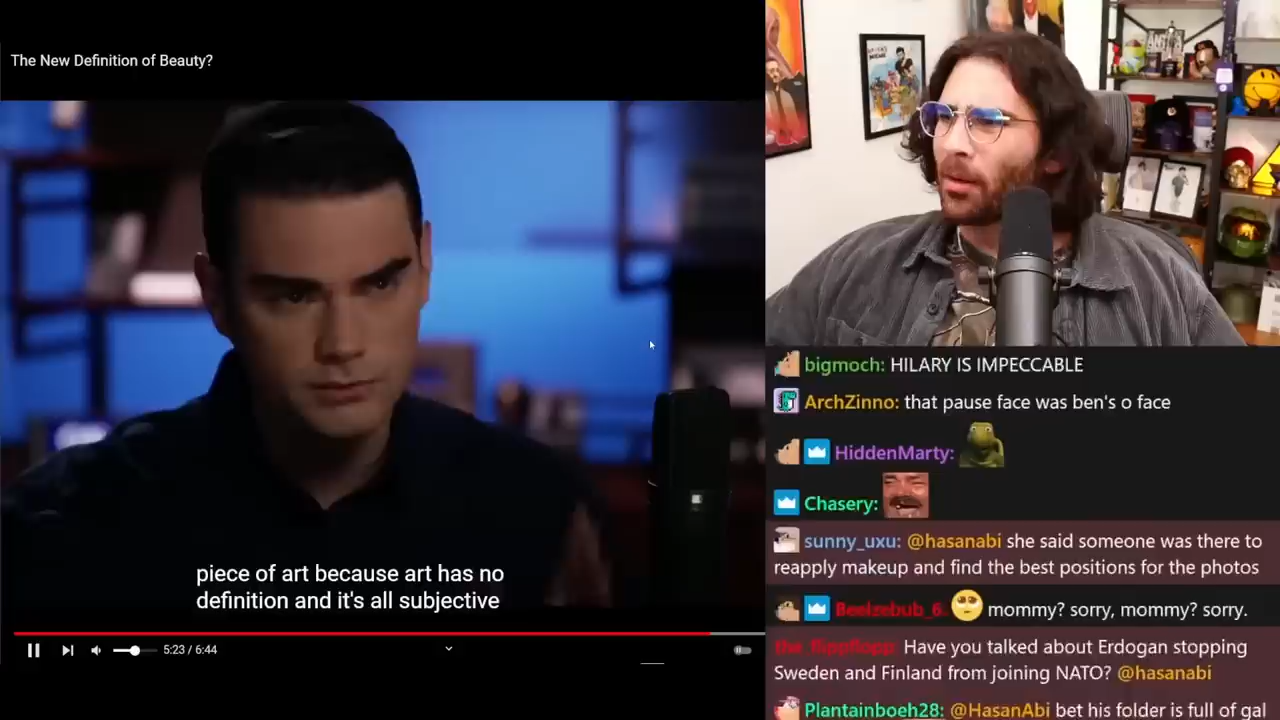 The New Definition of Beauty?
piece of art because art has no
definition and it's all subjective
5:23 / 6:44
bigmoch: HILARY IS IMPECCABLE
ArchZinno: that pause face was ben's o face
HiddenMarty:
Chasery:
sunny_uxu: @hasanabi she said someone was there to
reapply makeup and find the best positions for the photos
Beelzebub_6: mommy? sorry, mommy? sorry.
the_flippflopp: Have you talked about Erdogan stopping
Sweden and Finland from joining NATO? @hasanabi
Plantainboeh28: @HasanAbi bet his folder is full of gal